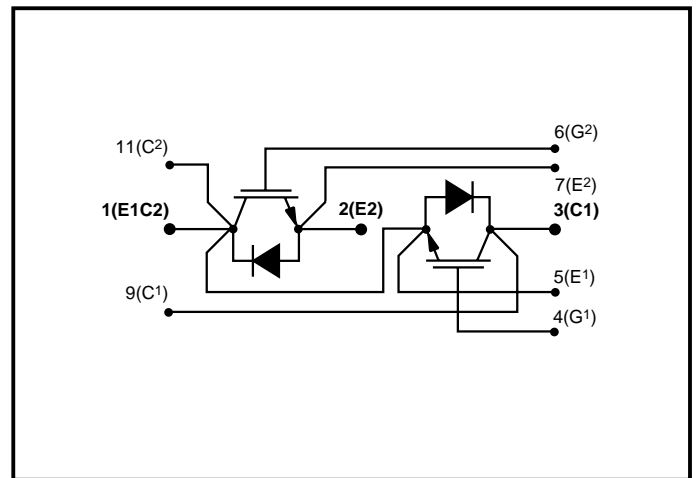 11(C²)
6(G²)
7(E²)
1(E1C2)
2(E2)
3(C1)
9(C¹)
5(E¹)
4(G¹)